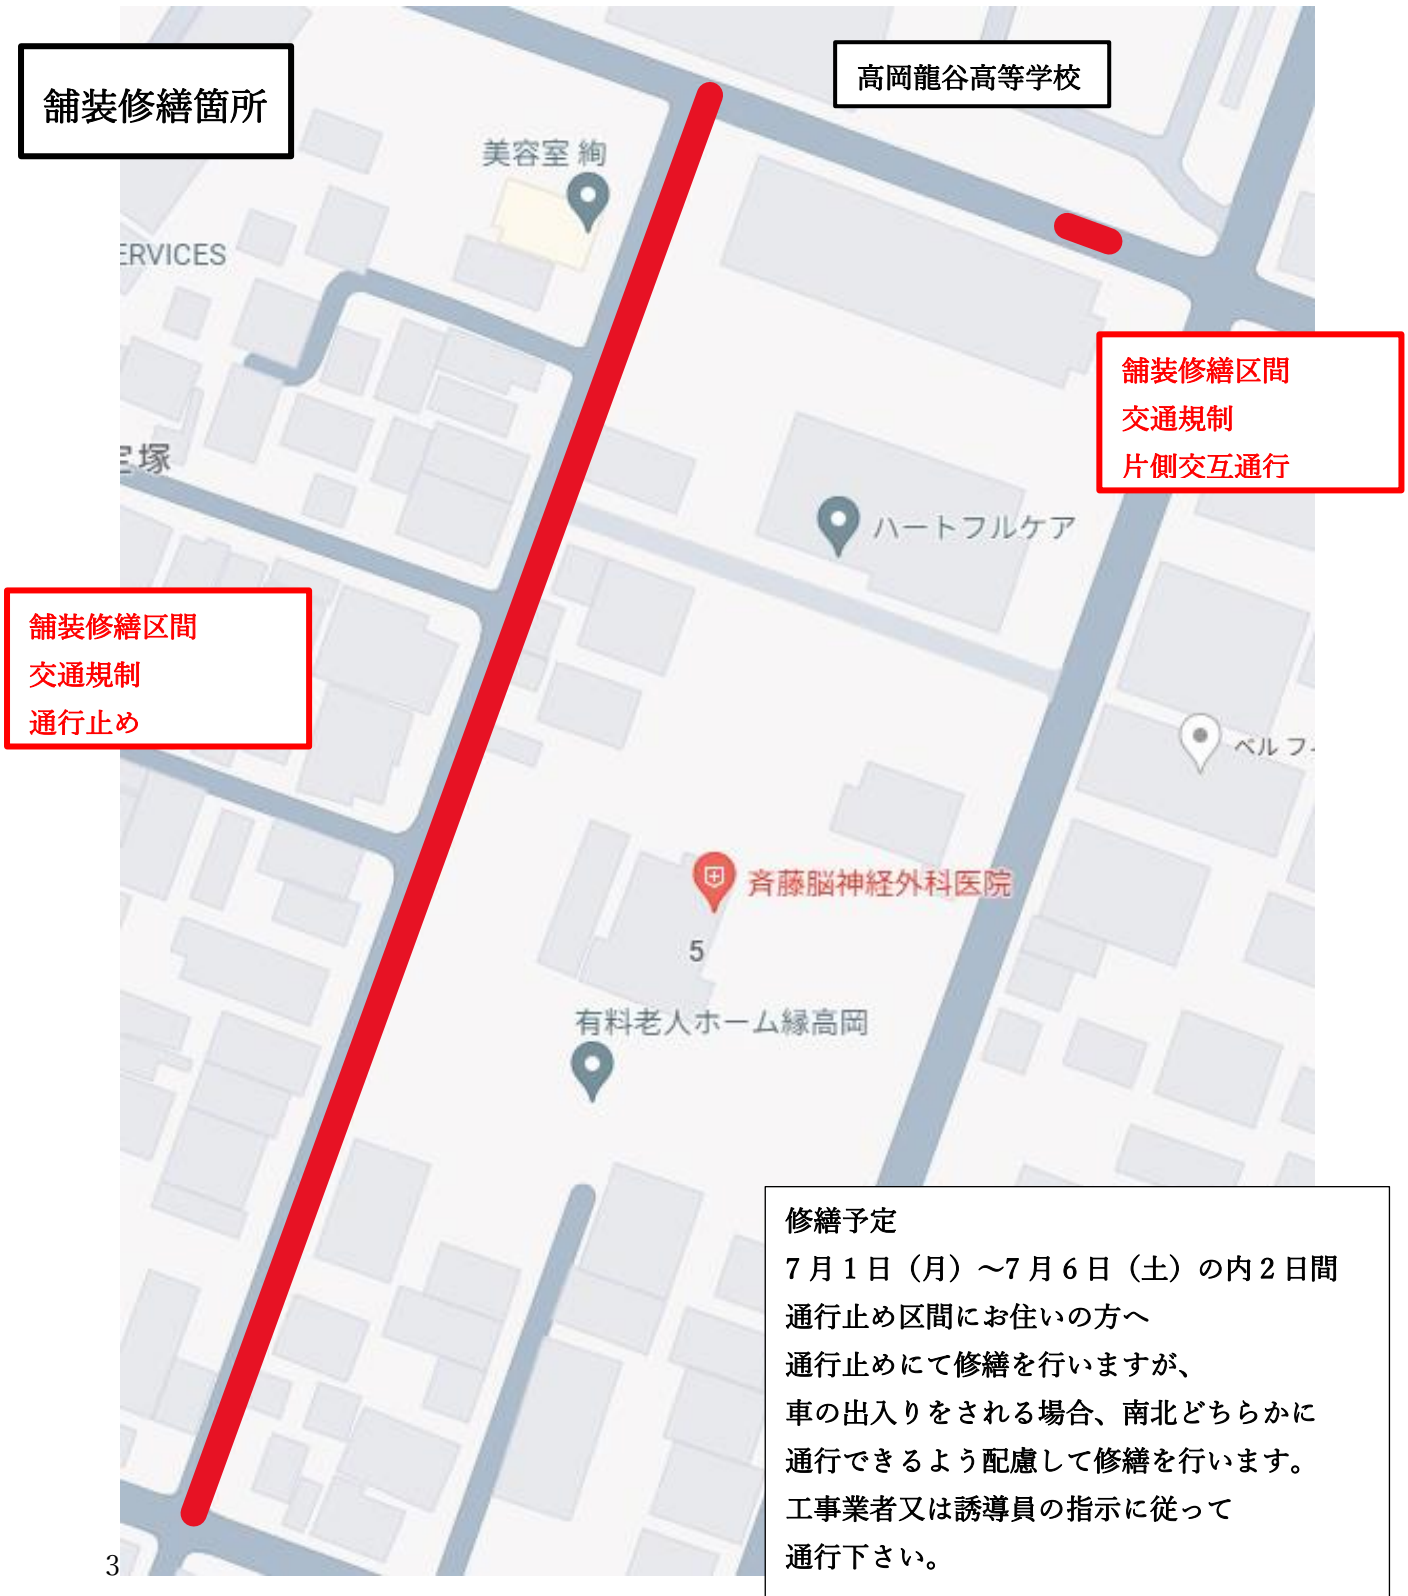 舗装修繕箇所
高岡龍谷高等学校
美容室 絢
ERVICES
舗装修繕区間
交通規制
片側交互通行
塚
ハートフルケア
舗装修繕区間
交通規制
通行止め
ベル フ
斉藤脳神経外科医院
5
有料老人ホーム縁高岡
修繕予定
7月1日（月）～7月6日（土）の内2日間
通行止め区間にお住いの方へ
通行止めにて修繕を行いますが、
車の出入りをされる場合、南北どちらかに
通行できるよう配慮して修繕を行います。
工事業者又は誘導員の指示に従って
通行下さい。
3